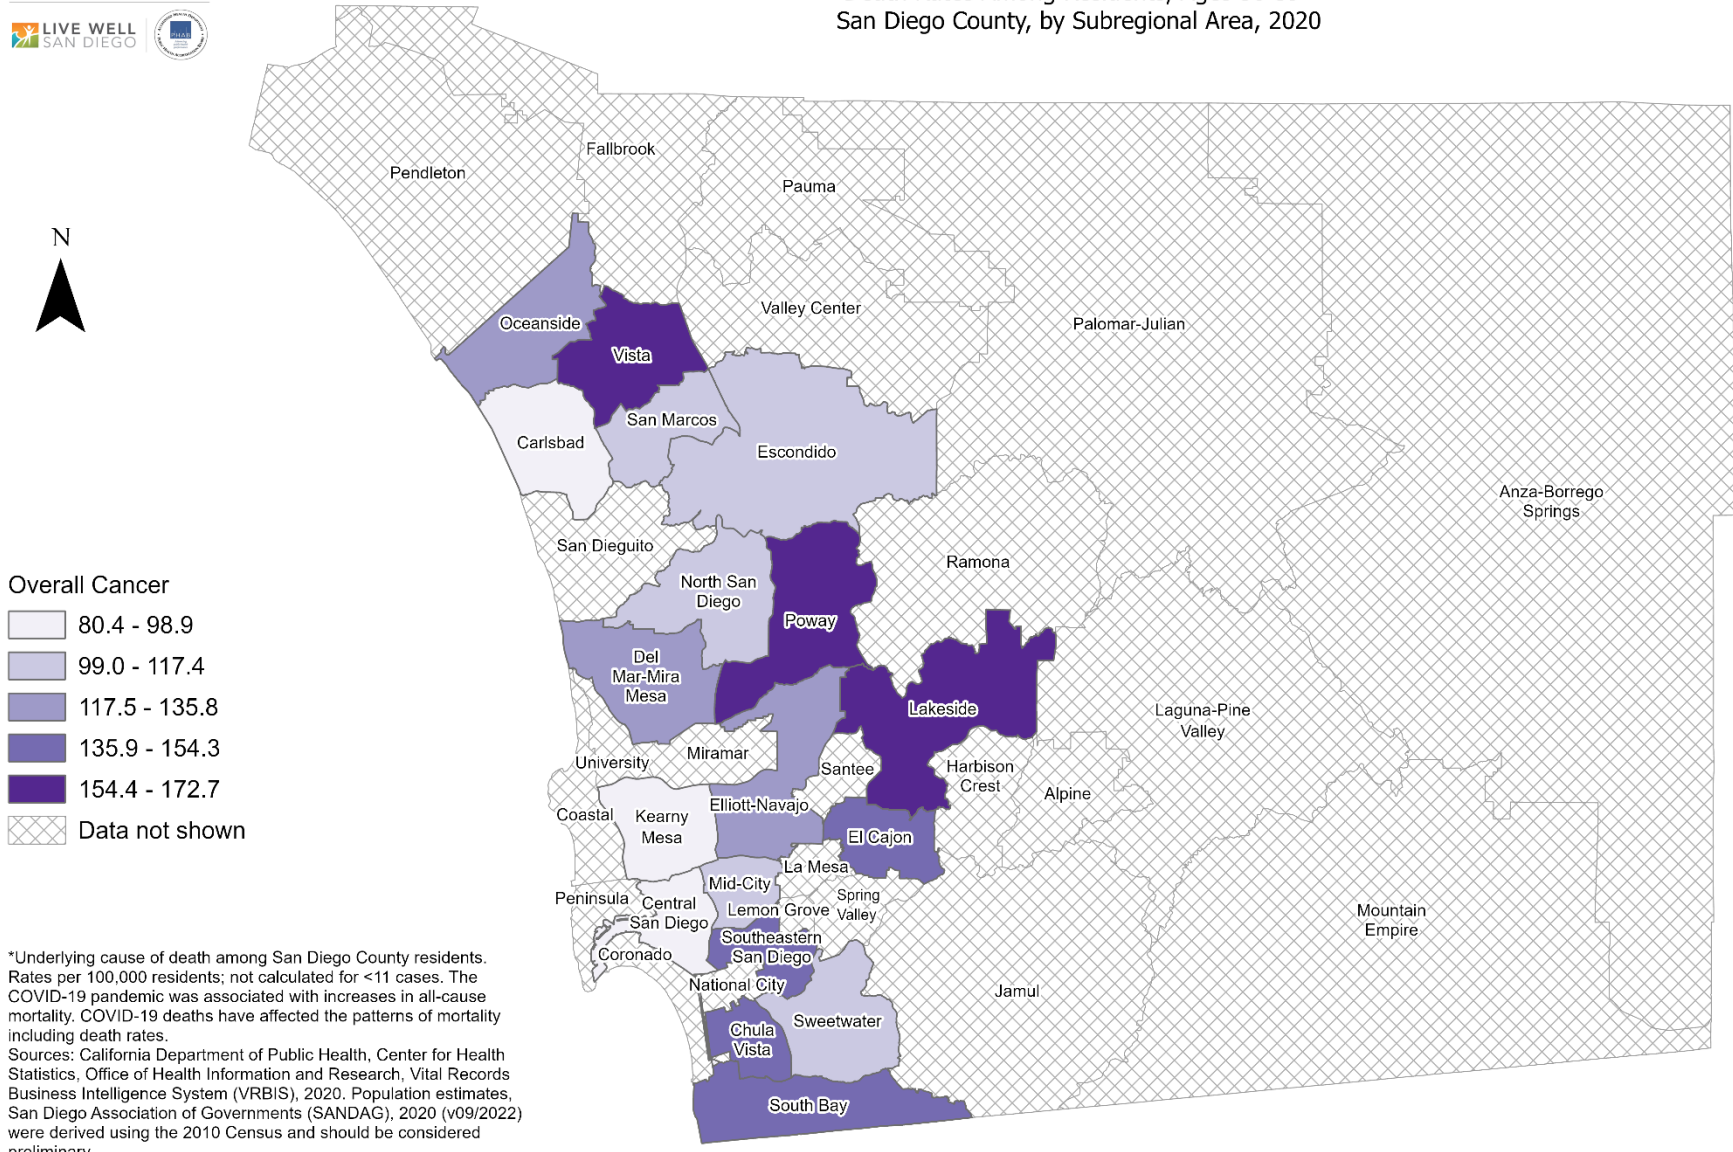 LIVE WELL
SAN DIEGO
PHAB
San Diego County, by Subregional Area, 2020
N
Pendleton
Fallbrook
Pauma
Oceanside
Vista
Valley Center
Palomar-Julian
San Marcos
Carlsbad
Escondido
Anza-Borrego
Springs
San Dieguito
Ramona
North San
Diego
Poway
Del
Mar-Mira
Mesa
Lakeside
Laguna-Pine
Valley
Miramar
University
Santee
Harbison
Crest
Alpine
Coastal
Kearny
Mesa
Elliott-Navajo
El Cajon
La Mesa
Mid-City
Peninsula
Central
San Diego
Lemon Grove
Spring
Valley
Mountain
Empire
Southeastern
San Diego
Coronado
National City
Jamul
Chula
Vista
Sweetwater
South Bay
Overall Cancer
80.4 - 98.9
99.0 - 117.4
117.5 - 135.8
135.9 - 154.3
154.4 - 172.7
Data not shown
*Underlying cause of death among San Diego County residents.
Rates per 100,000 residents; not calculated for <11 cases. The
COVID-19 pandemic was associated with increases in all-cause
mortality. COVID-19 deaths have affected the patterns of mortality
including death rates.
Sources: California Department of Public Health, Center for Health
Statistics, Office of Health Information and Research, Vital Records
Business Intelligence System (VRBIS), 2020. Population estimates,
San Diego Association of Governments (SANDAG), 2020 (v09/2022)
were derived using the 2010 Census and should be considered
preliminary.